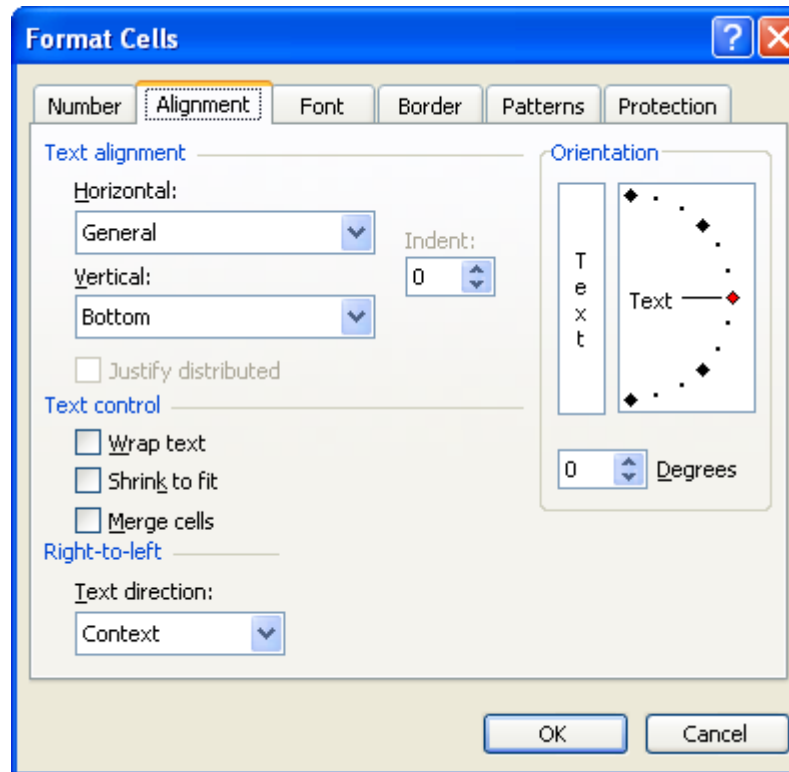 Format Cells
Number Alignment Font Border Patterns Protection
Text alignment
Horizontal:
General
Vertical:
Bottom
Indent:
0
Justify distributed
Text control
Wrap text
Shrink to fit
Merge cells
Right-to-left
Text direction:
Context
Orientation
Text
Text
0 Degrees
OK Cancel